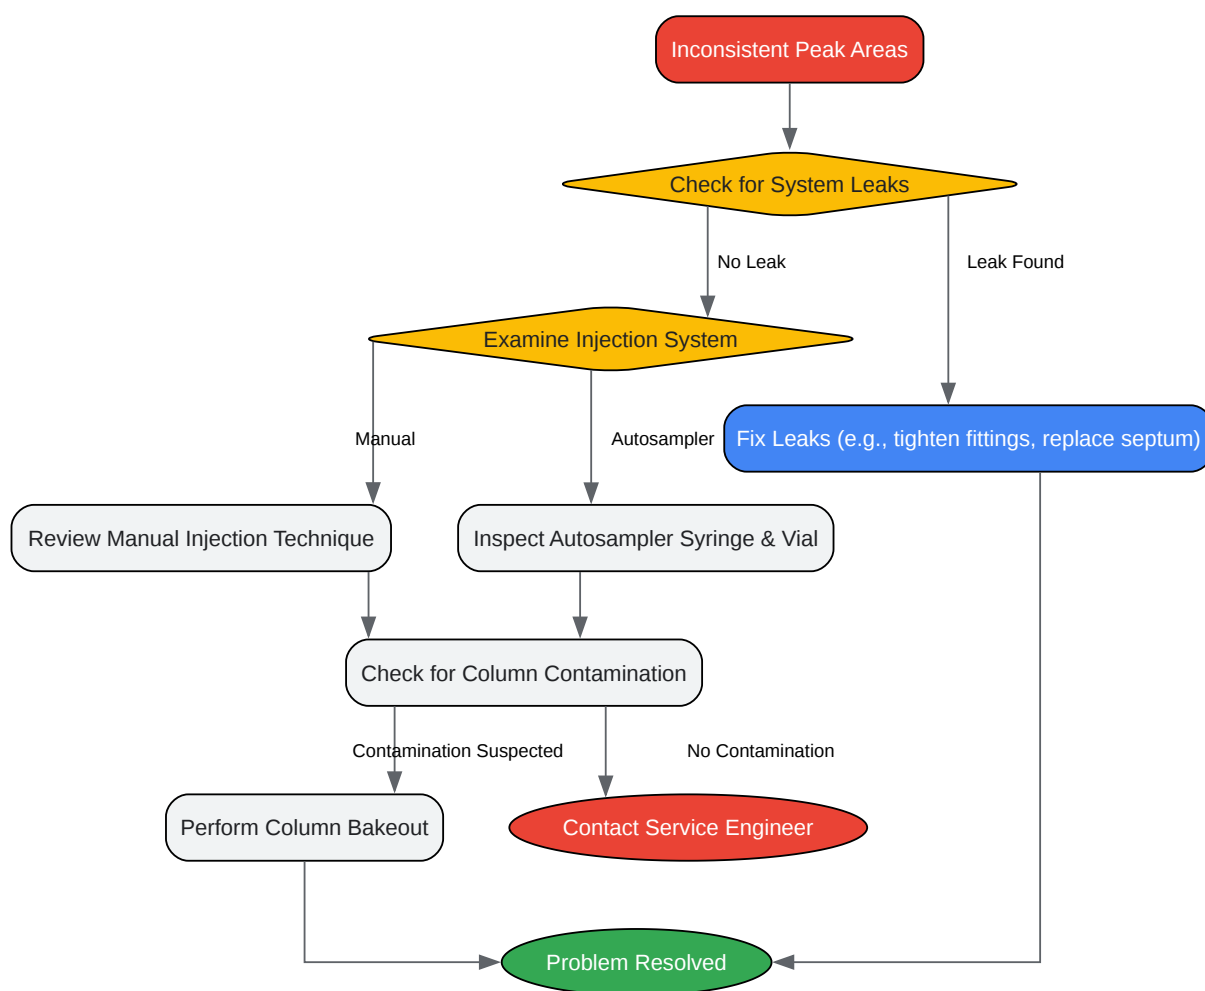 Inconsistent Peak Areas
Check for System Leaks
No Leak
Leak Found
Examine Injection System
Manual
Autosampler
Fix Leaks (e.g., tighten fittings, replace septum)
Review Manual Injection Technique
Inspect Autosampler Syringe & Vial
Check for Column Contamination
Contamination Suspected
No Contamination
Perform Column Bakeout
Contact Service Engineer
Problem Resolved